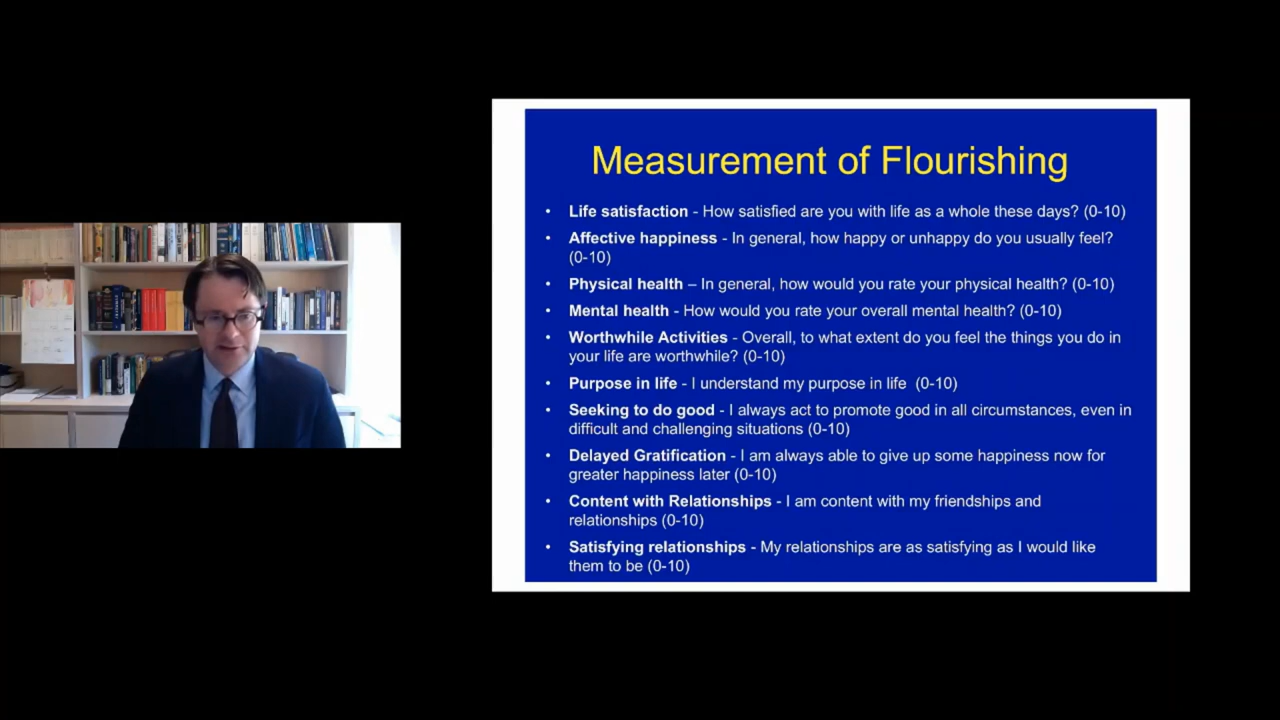 Measurement of Flourishing
• Life satisfaction - How satisfied are you with life as a whole these days? (0-10)
• Affective happiness - In general, how happy or unhappy do you usually feel?
(0-10)
• Physical health – In general, how would you rate your physical health? (0-10)
• Mental health - How would you rate your overall mental health? (0-10)
• Worthwhile Activities - Overall, to what extent do you feel the things you do in
your life are worthwhile? (0-10)
• Purpose in life - I understand my purpose in life (0-10)
• Seeking to do good - I always act to promote good in all circumstances, even in
difficult and challenging situations (0-10)
• Delayed Gratification - I am always able to give up some happiness now for
greater happiness later (0-10)
• Content with Relationships - I am content with my friendships and
relationships (0-10)
• Satisfying relationships - My relationships are as satisfying as I would like
them to be (0-10)